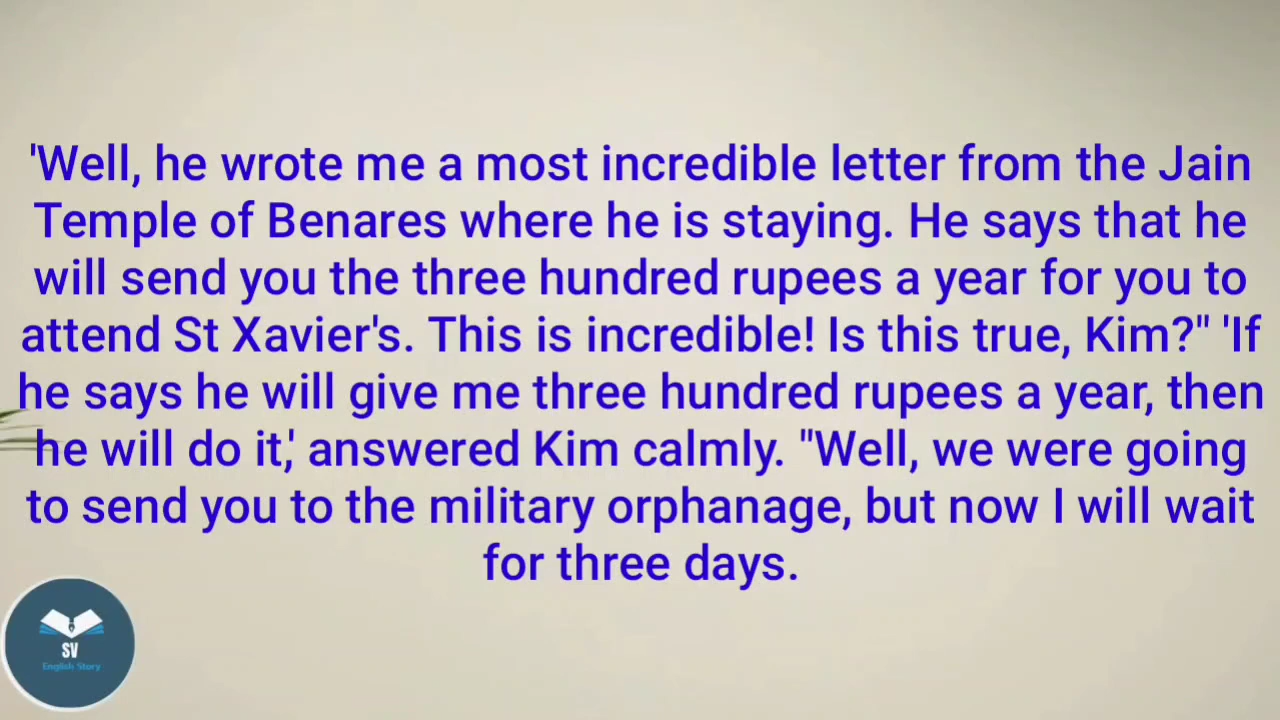 'Well, he wrote me a most incredible letter from the Jain
Temple of Benares where he is staying. He says that he
will send you the three hundred rupees a year for you to
attend St Xavier's. This is incredible! Is this true, Kim?" 'If
he says he will give me three hundred rupees a year, then
he will do it,' answered Kim calmly. "Well, we were going
to send you to the military orphanage, but now I will wait
for three days.
SV
English Story